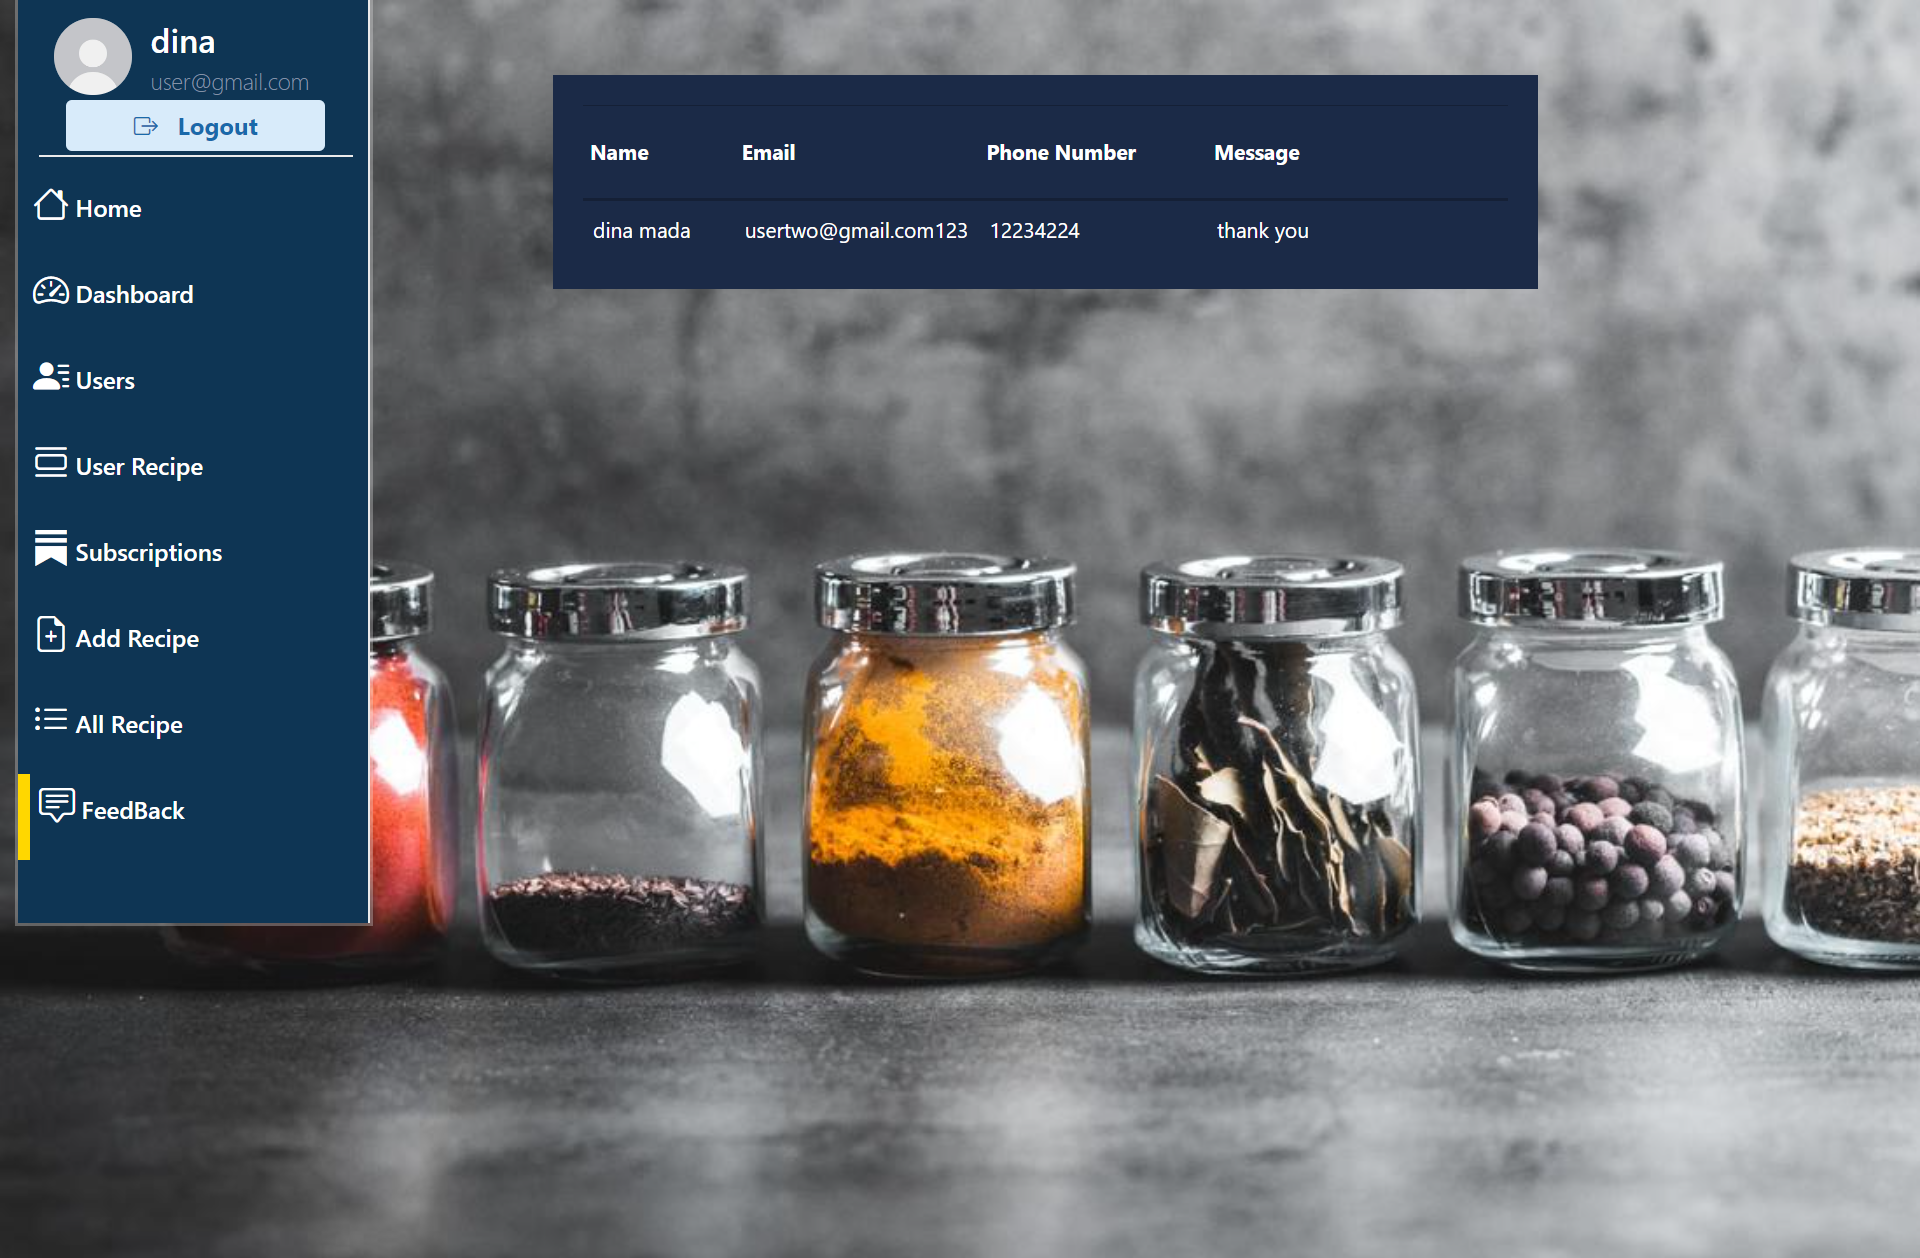 dina
user@gmail.com
Logout
Home
Dashboard
Users
User Recipe
Subscriptions
Add Recipe
All Recipe
FeedBack
Name Email Phone Number Message
dina mada usertwo@gmail.com123 12234224 thank you